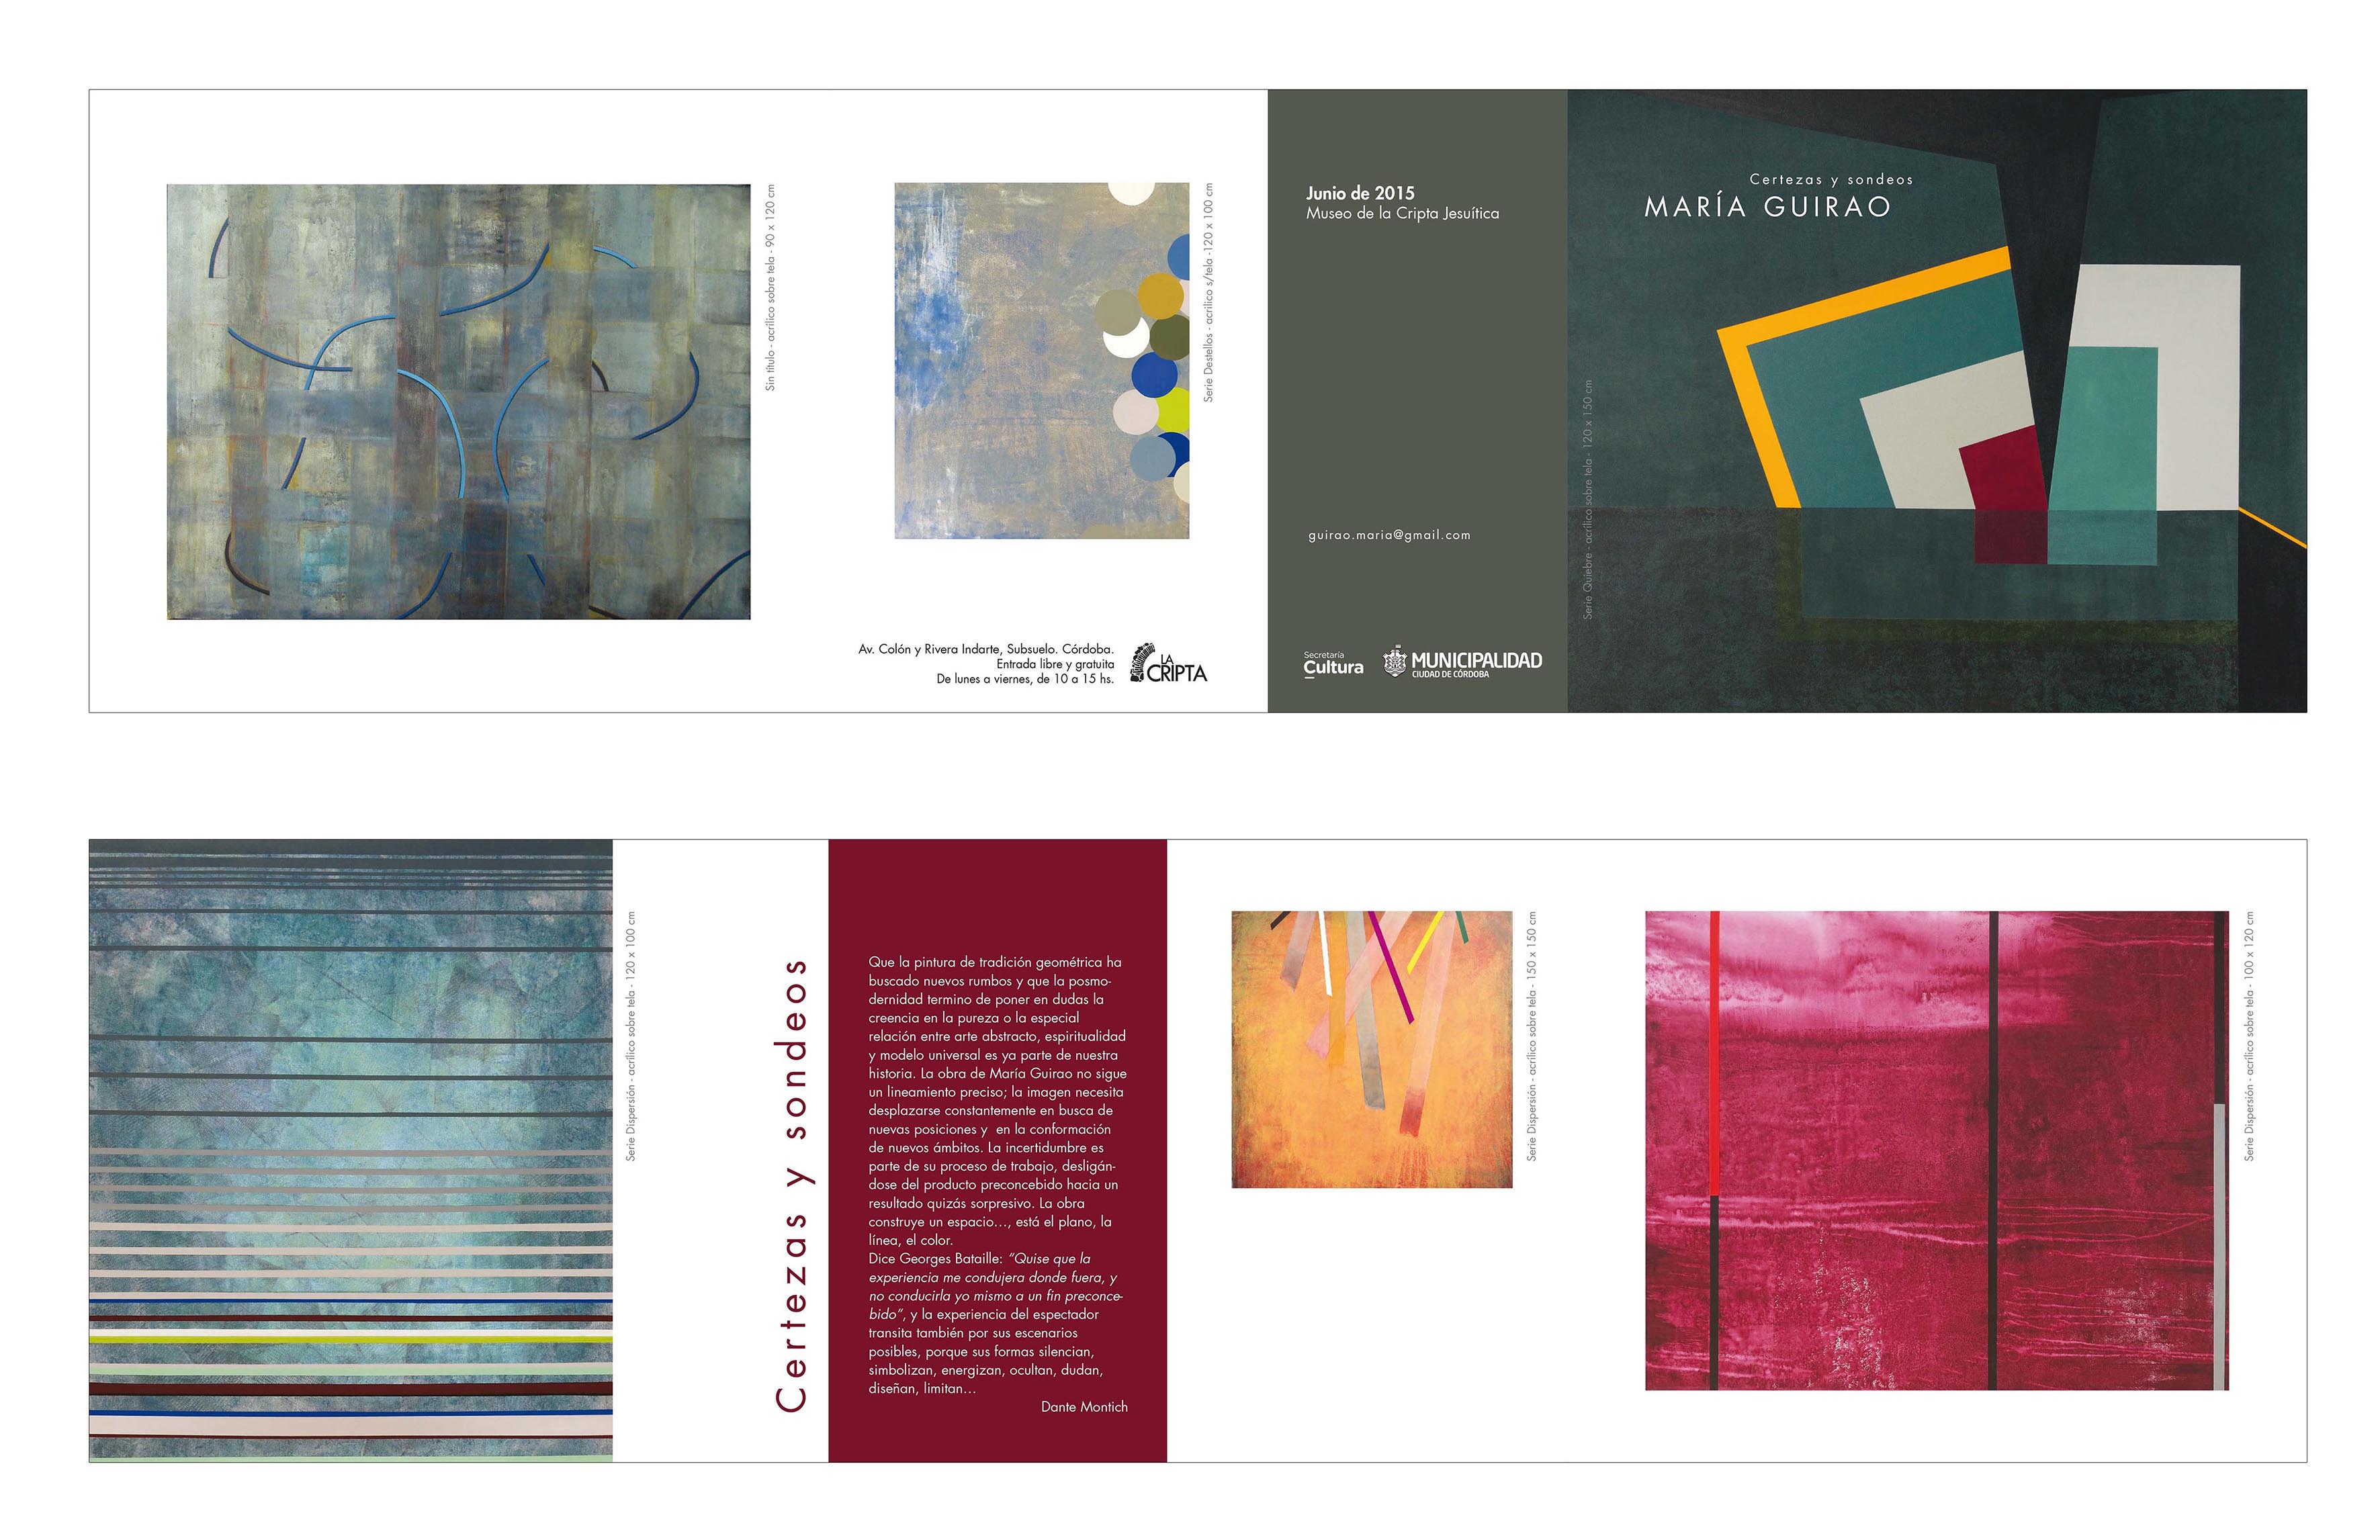 Sin título - acrílico sobre tela - 90 x 120 cm
Serie Destellos - acrílico s/tela -120 x 100 cm
Av. Colón y Rivera Indarte, Subsuelo. Córdoba.
Entrada libre y gratuita
De lunes a viernes, de 10 a 15 hs.
LA
CRIPTA
Junio de 2015
Museo de la Cripta Jesuítica
guirao.maria@gmail.com
Secretaría
Cultura
MUNICIPALIDAD
CIUDAD DE CÓRDOBA
Serie Quiebre - acrílico sobre tela - 120 x 150 cm
Certezas y sondeos
MARÍA GUIRAO
Serie Dispersión - acrílico sobre tela - 120 x 100 cm
Certezas y sondeos
Que la pintura de tradición geométrica ha
buscado nuevos rumbos y que la posmo-
dernidad termino de poner en dudas la
creencia en la pureza o la especial
relación entre arte abstracto, espiritualidad
y modelo universal es ya parte de nuestra
historia. La obra de María Guirao no sigue
un lineamiento preciso; la imagen necesita
desplazarse constantemente en busca de
nuevas posiciones y  en la conformación
de nuevos ámbitos. La incertidumbre es
parte de su proceso de trabajo, desligán-
dose del producto preconcebido hacia un
resultado quizás sorpresivo. La obra
construye un espacio…, está el plano, la
línea, el color.
Dice Georges Bataille: “Quise que la
experiencia me condujera donde fuera, y
no conducirla yo mismo a un fin preconce-
bido”, y la experiencia del espectador
transita también por sus escenarios
posibles, porque sus formas silencian,
simbolizan, energizan, ocultan, dudan,
diseñan, limitan…
Dante Montich
Serie Dispersión - acrílico sobre tela - 150 x 150 cm
Serie Dispersión - acrílico sobre tela - 100 x 120 cm